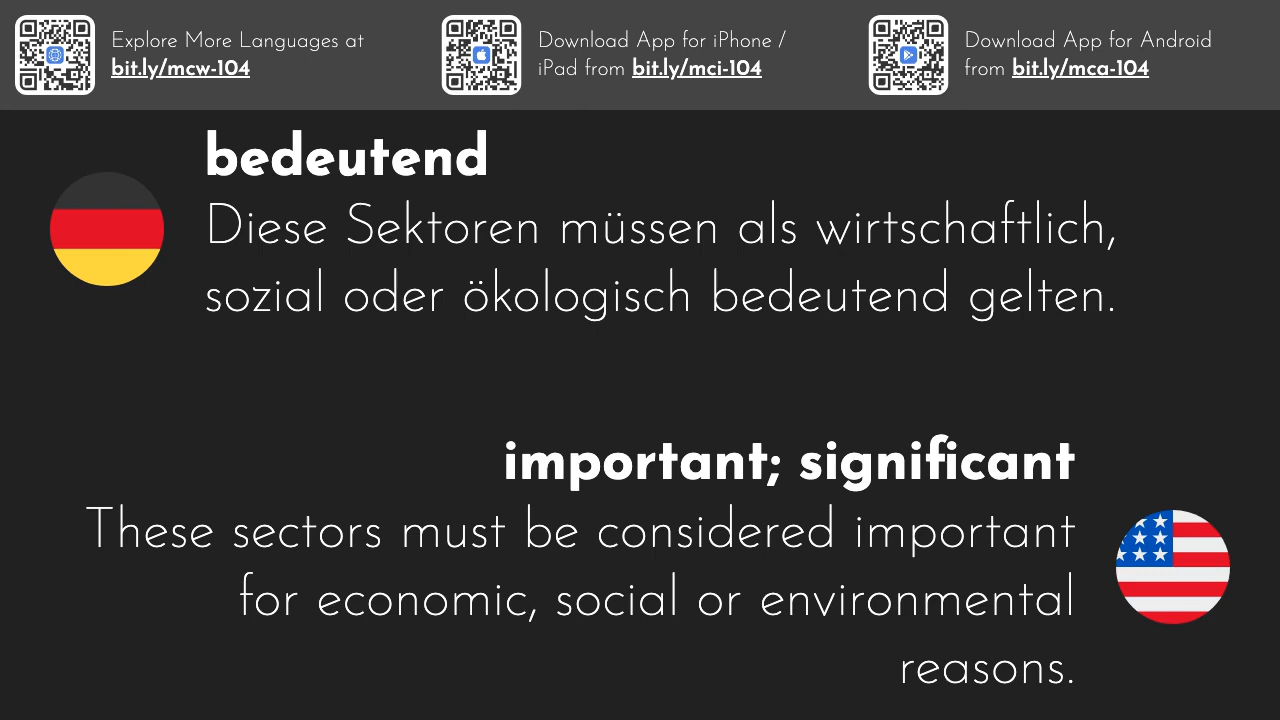 Explore More Languages at
bit.ly/mcw-104
Download App for iPhone /
iPad from bit.ly/mci-104
Download App for Android
from bit.ly/mca-104
bedeutend
Diese Sektoren müssen als wirtschaftlich,
sozial oder ökologisch bedeutend gelten.
important; significant
These sectors must be considered important
for economic, social or environmental
reasons.